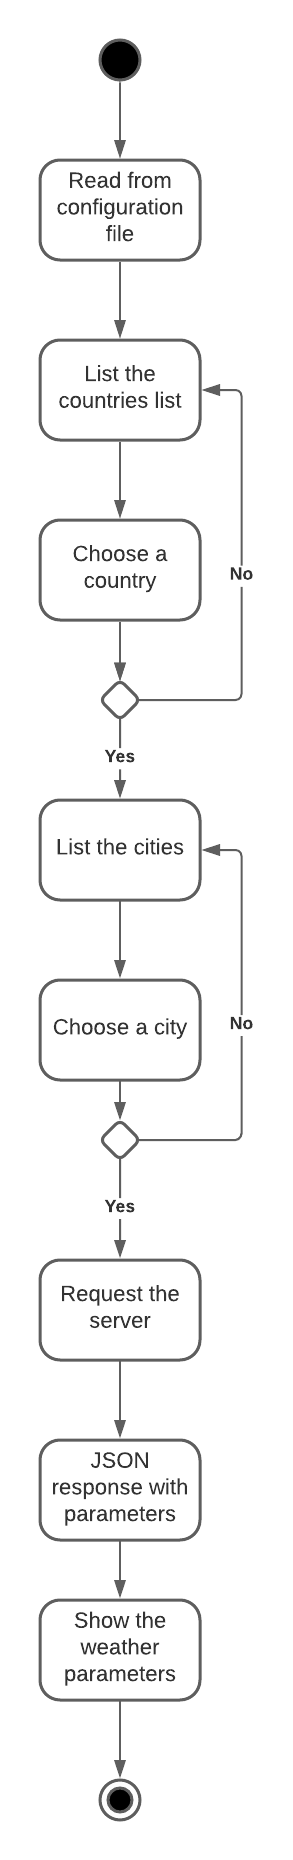 Read from
configuration
file
List the
countries list
Choose a
country
No
Yes
List the cities
Choose a city
No
Yes
Request the
server
JSON
response with
parameters
Show the
weather
parameters